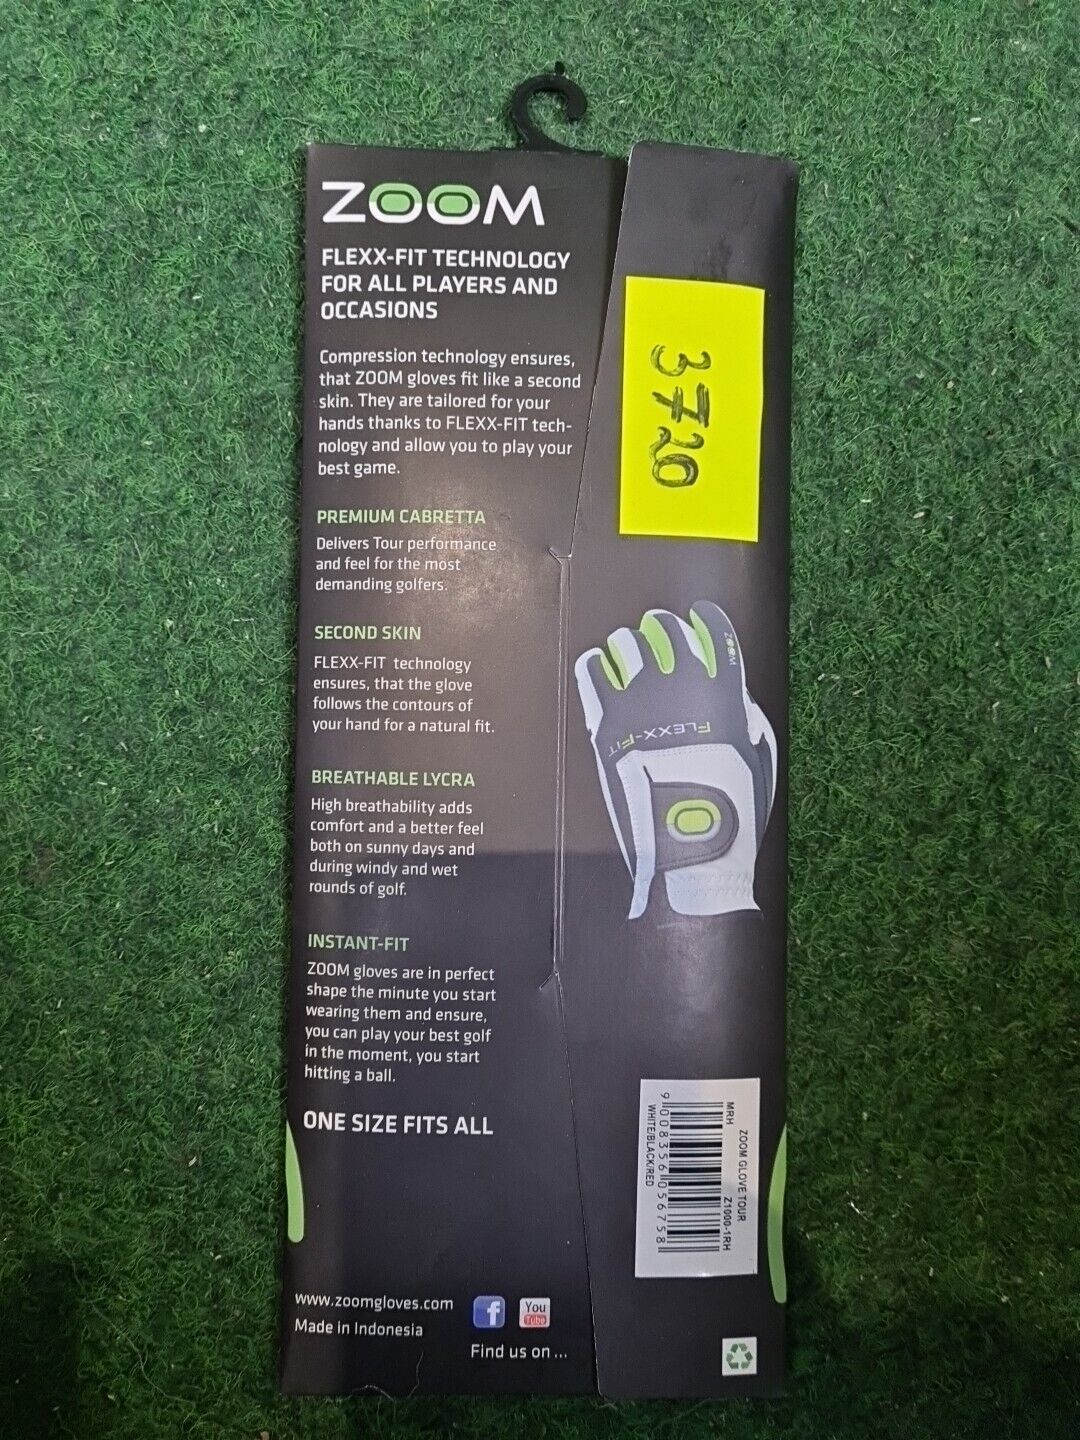 ZOOM
FLEXX-FIT TECHNOLOGY
FOR ALL PLAYERS AND
OCCASIONS
Compression technology ensures,
that ZOOM gloves fit like a second
skin. They are tailored for your
hands thanks to FLEXX-FIT tech-
nology and allow you to play your
best game.
PREMIUM CABRETTA
Delivers Tour performance
and feel for the most
demanding golfers.
SECOND SKIN
FLEXX-FIT technology
ensures, that the glove
follows the contours of
your hand for a natural fit.
BREATHABLE LYCRA
High breathability adds
comfort and a better feel
both on sunny days and
during windy and wet
rounds of golf.
INSTANT-FIT
ZOOM gloves are in perfect
shape the minute you start
wearing them and ensure,
you can play your best golf
in the moment, you start
hitting a ball.
ONE SIZE FITS ALL
www.zoomgloves.com
Made in Indonesia
f
You
Tube
Find us on ...
3720
ZOOM
FLEXX-FIT
ZOOM GLOVE TOUR
MRH Z1000-1RH
9 008356 056758
WHITE/BLACK/RED